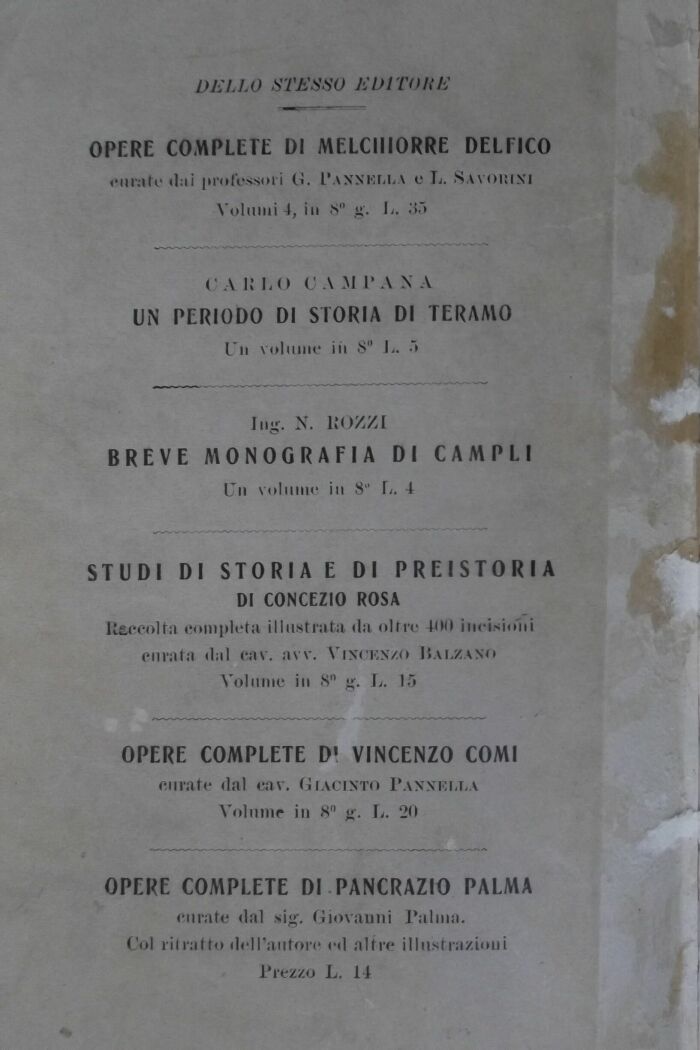 DELLO STESSO EDITORE
OPERE COMPLETE DI MELCHIORRE DELFICO
curate dai professori G. PANNELLA e L. SAVORINI
Volumi 4, in 8º g. L. 35
CARLO CAMPANA
UN PERIODO DI STORIA DI TERAMO
Un volume in 8º L. 5
Ing. N. ROZZI
BREVE MONOGRAFIA DI CAMPLI
Un volume in 8º L. 4
STUDI DI STORIA E DI PREISTORIA
DI CONCEZIO ROSA
Raccolta completa illustrata da oltre 400 incisioni
curata dal cav. avv. VINCENZO BALZANO
Volume in 8º g. L. 15
OPERE COMPLETE DI VINCENZO COMI
curate dal cav. GIACINTO PANNELLA
Volume in 8º g. L. 20
OPERE COMPLETE DI PANCRAZIO PALMA
curate dal sig. Giovanni Palma.
Col ritratto dell'autore ed altre illustrazioni
Prezzo L. 14